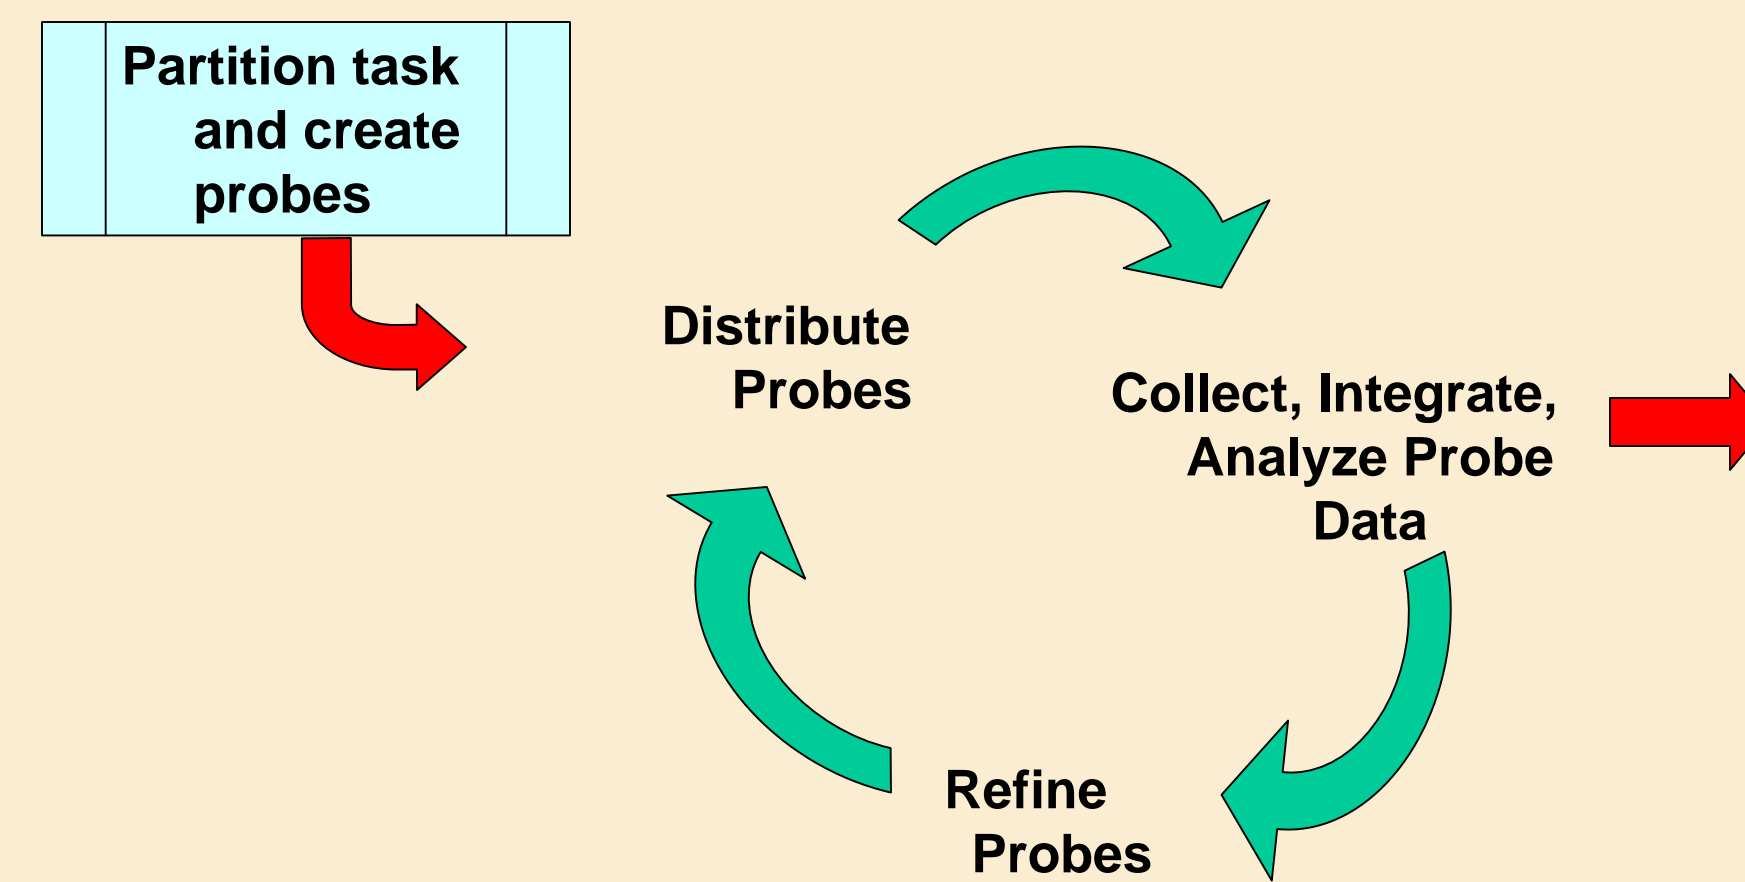 Partition task
and create
probes
Distribute
Probes
Collect, Integrate,
Analyze Probe
Data
Refine
Probes